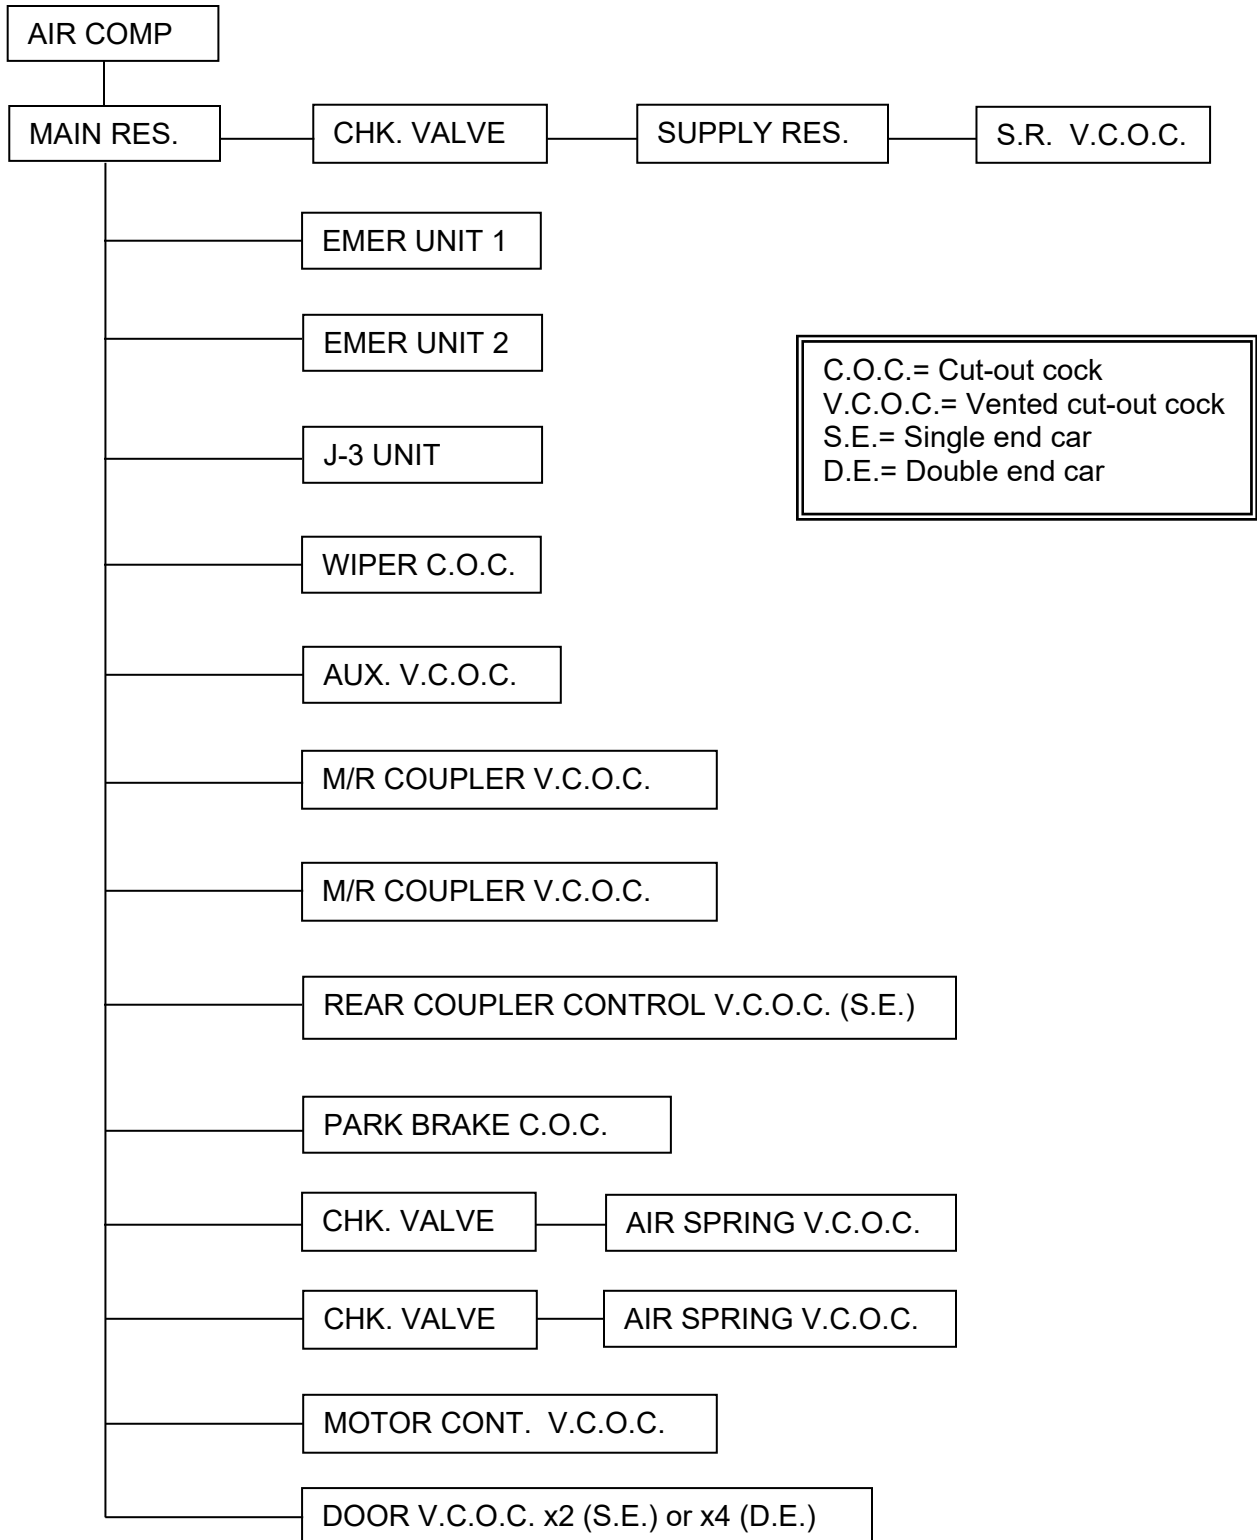 AIR COMP
MAIN RES.
CHK. VALVE
SUPPLY RES.
S.R. V.C.O.C.
EMER UNIT 1
EMER UNIT 2
J-3 UNIT
C.O.C.= Cut-out cock
V.C.O.C.= Vented cut-out cock
S.E.= Single end car
D.E.= Double end car
WIPER C.O.C.
AUX. V.C.O.C.
M/R COUPLER V.C.O.C.
M/R COUPLER V.C.O.C.
REAR COUPLER CONTROL V.C.O.C. (S.E.)
PARK BRAKE C.O.C.
CHK. VALVE
AIR SPRING V.C.O.C.
CHK. VALVE
AIR SPRING V.C.O.C.
MOTOR CONT. V.C.O.C.
DOOR V.C.O.C. x2 (S.E.) or x4 (D.E.)